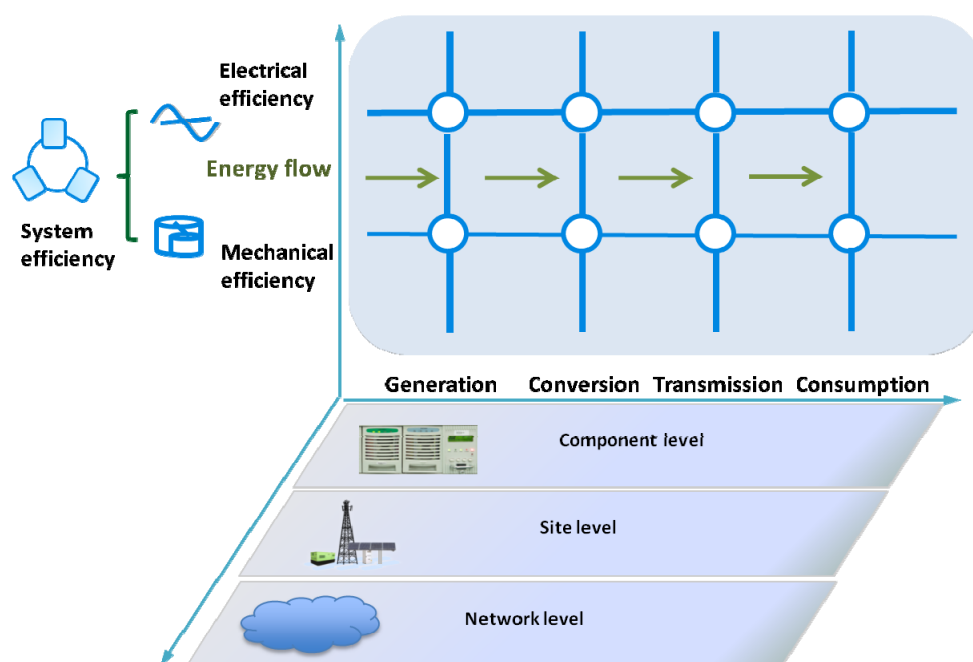 Electrical
efficiency
Energy flow
System
efficiency
Mechanical
efficiency
Generation Conversion Transmission Consumption
Component level
Site level
Network level